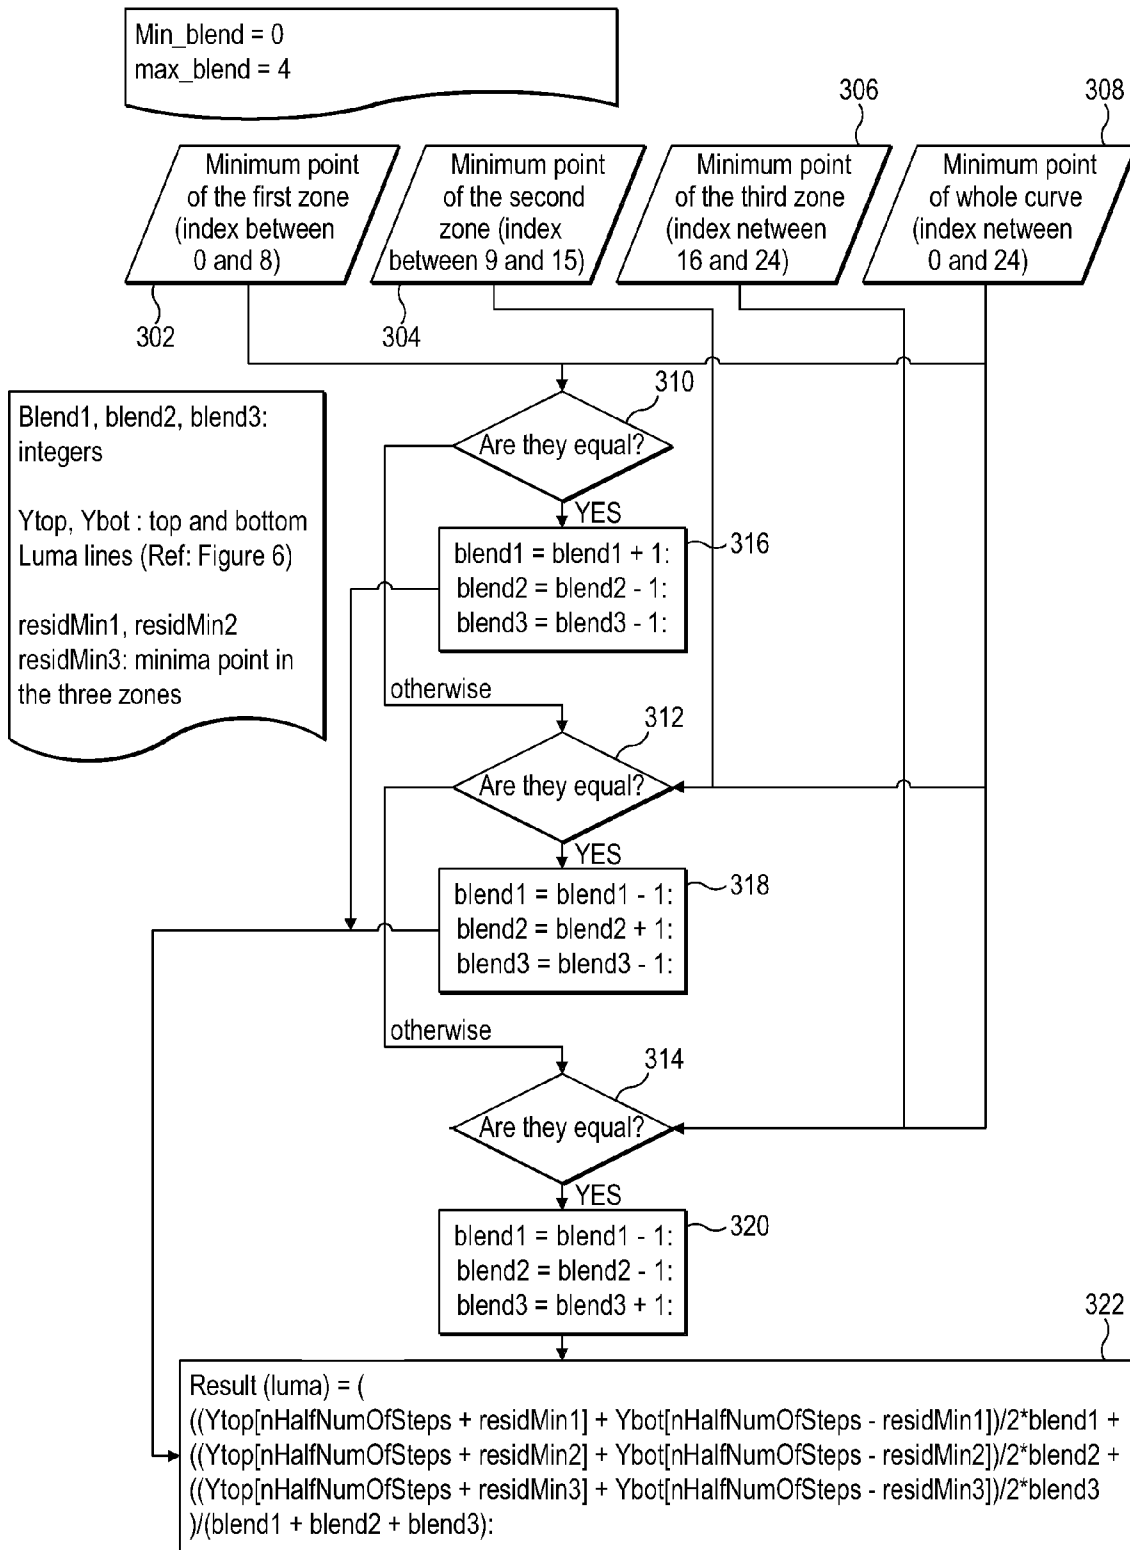 Min_blend = 0
max_blend = 4
306
308
Minimum point
of the first zone
(index between
0 and 8)
Minimum point
of the second
zone (index
between 9 and 15)
Minimum point
of the third zone
(index netween
16 and 24)
Minimum point
of whole curve
(index netween
0 and 24)
302
304
310
Are they equal?
YES
Blend1, blend2, blend3:
integers
Ytop, Ybot : top and bottom
Luma lines (Ref: Figure 6)
residMin1, residMin2
residMin3: minima point in
the three zones
blend1 = blend1 + 1:
blend2 = blend2 - 1:
blend3 = blend3 - 1:
316
otherwise
312
Are they equal?
YES
blend1 = blend1 - 1:
blend2 = blend2 + 1:
blend3 = blend3 - 1:
318
otherwise
314
Are they equal?
YES
blend1 = blend1 - 1:
blend2 = blend2 - 1:
blend3 = blend3 + 1:
320
322
Result (luma) = (
((Ytop[nHalfNumOfSteps + residMin1] + Ybot[nHalfNumOfSteps - residMin1])/2*blend1 +
((Ytop[nHalfNumOfSteps + residMin2] + Ybot[nHalfNumOfSteps - residMin2])/2*blend2 +
((Ytop[nHalfNumOfSteps + residMin3] + Ybot[nHalfNumOfSteps - residMin3])/2*blend3
)/(blend1 + blend2 + blend3):